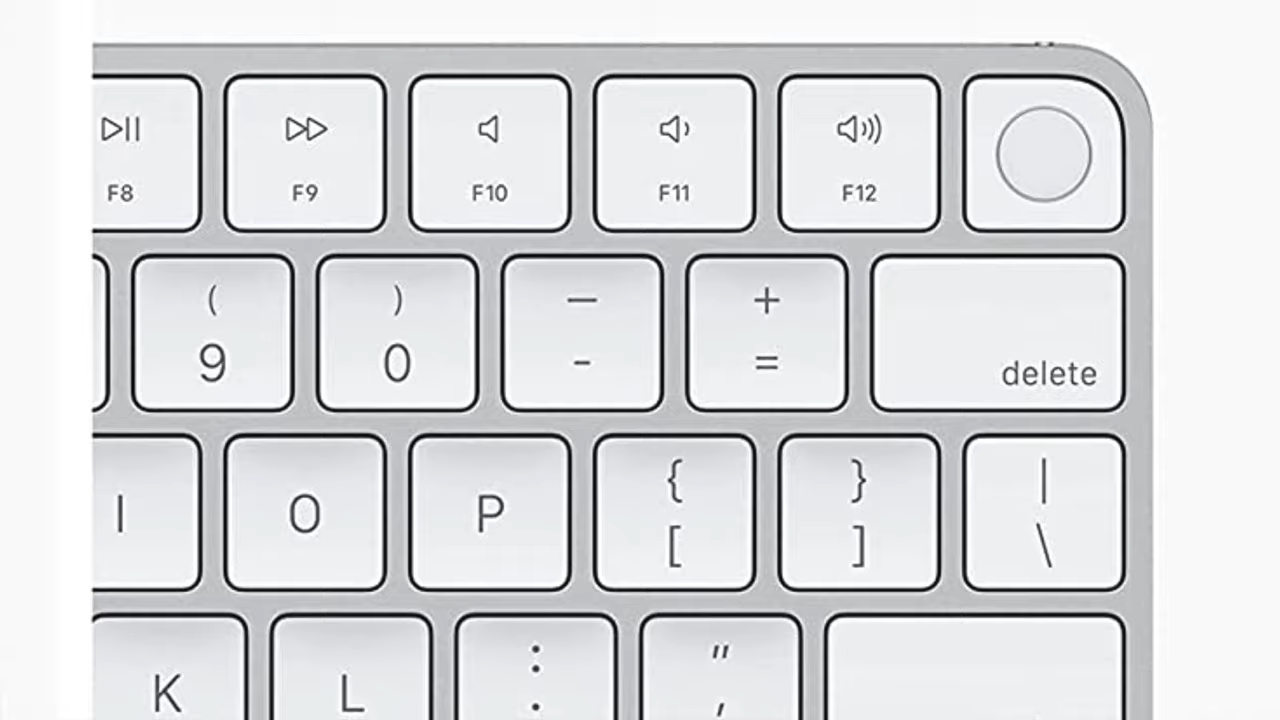 F8 F9 F10 F11 F12
( ) — +
9 0 - = delete
{ } |
I O P [ ] \
K L : "